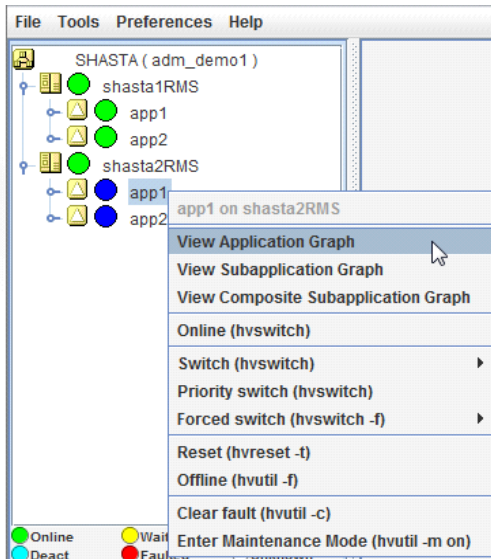 File Tools Preferences Help
SHASTA ( adm_demo1 )
shasta1RMS
app1
app2
shasta2RMS
app1
app2
app1 on shasta2RMS
View Application Graph
View Subapplication Graph
View Composite Subapplication Graph
Online (hvswitch)
Switch (hvswitch)
Priority switch (hvswitch)
Forced switch (hvswitch -f)
Reset (hvreset -t)
Offline (hvutil -f)
Clear fault (hvutil -c)
Enter Maintenance Mode (hvutil -m on)
Online Wait
Deact